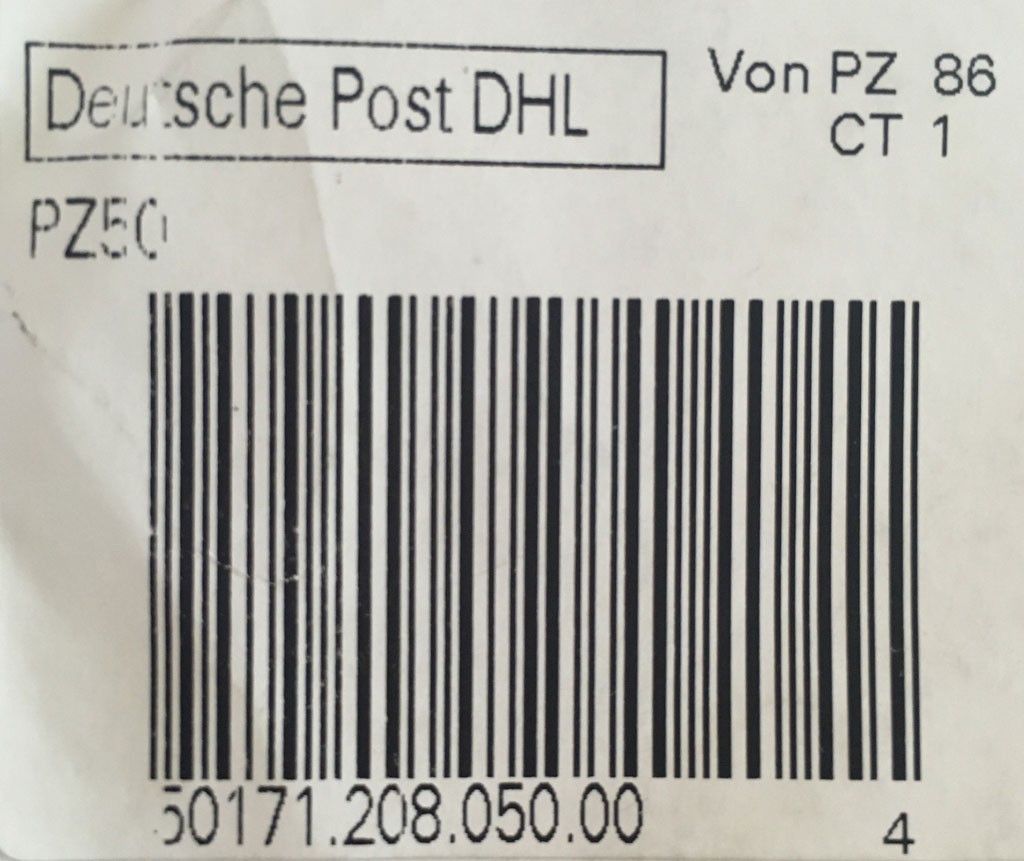 Deutsche Post DHL
Von PZ 86
CT 1
PZ50
50171.208.050.00 4